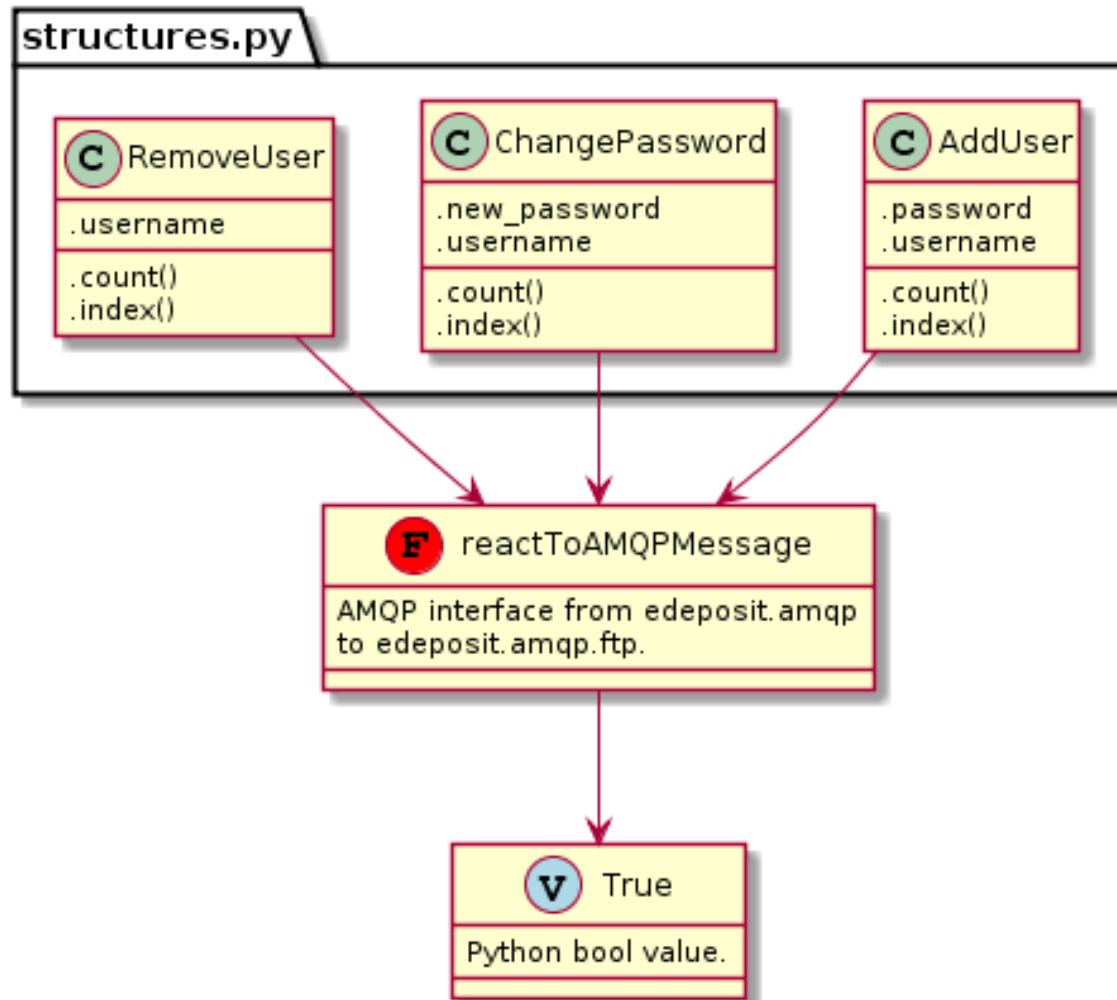 structures.py
C RemoveUser
.username
.count()
.index()
C ChangePassword
.new_password
.username
.count()
.index()
C AddUser
.password
.username
.count()
.index()
F reactToAMQPMessage
AMQP interface from edeposit.amqp
to edeposit.amqp.ftp.
V True
Python bool value.